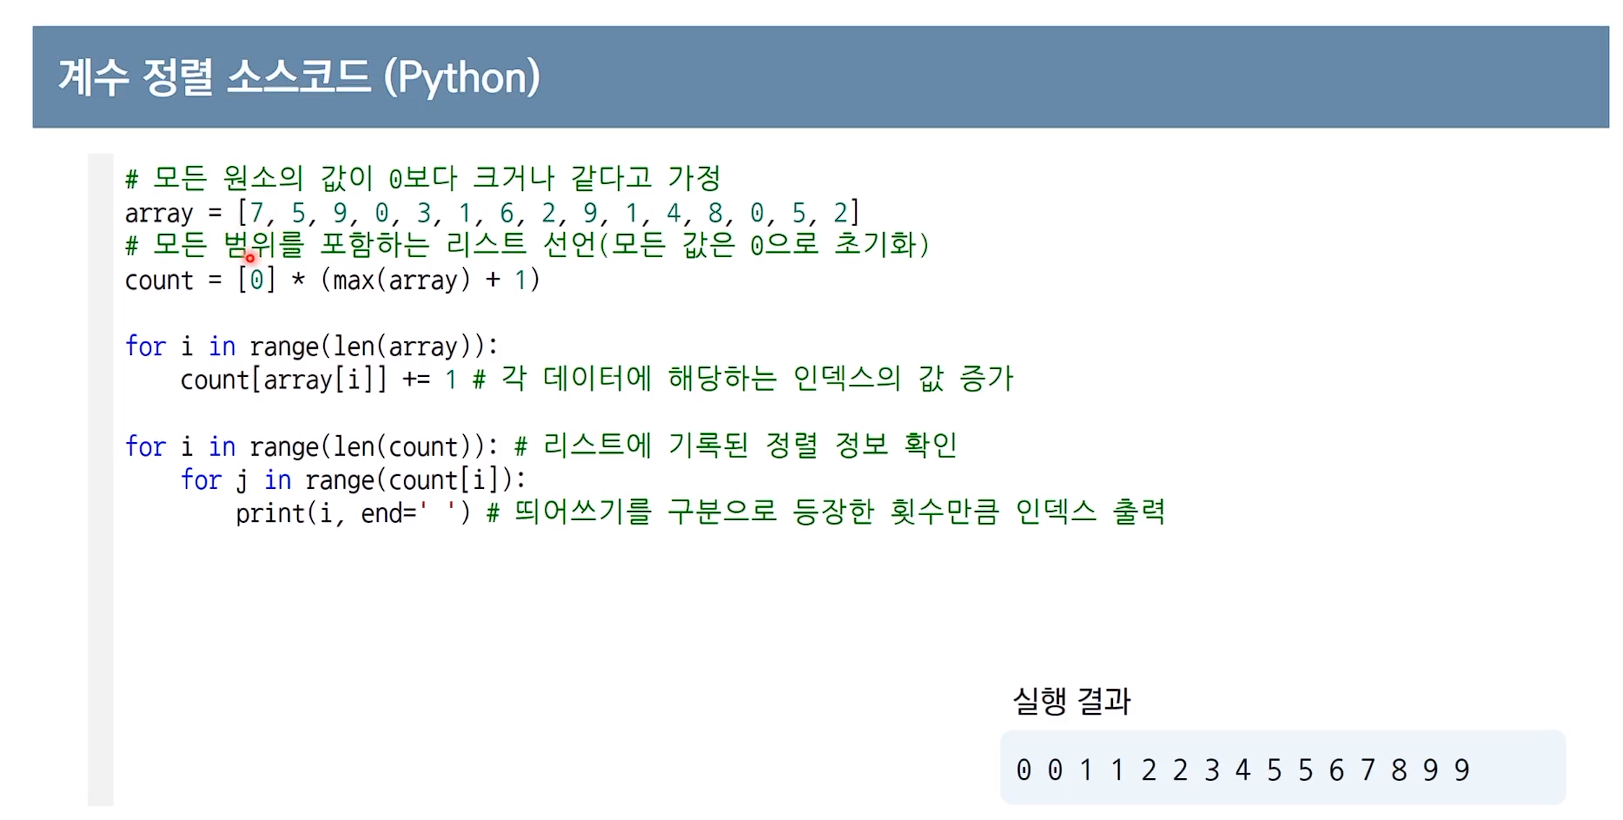 계수 정렬 소스코드 (Python)
# 모든 원소의 값이 0보다 크거나 같다고 가정
array = [7, 5, 9, 0, 3, 1, 6, 2, 9, 1, 4, 8, 0, 5, 2]
# 모든 범위를 포함하는 리스트 선언(모든 값은 0으로 초기화)
count = [0] * (max(array) + 1)
for i in range(len(array)):
    count[array[i]] += 1 # 각 데이터에 해당하는 인덱스의 값 증가
for i in range(len(count)): # 리스트에 기록된 정렬 정보 확인
    for j in range(count[i]):
        print(i, end=' ') # 띄어쓰기를 구분으로 등장한 횟수만큼 인덱스 출력
실행 결과
0 0 1 1 2 2 3 4 5 5 6 7 8 9 9